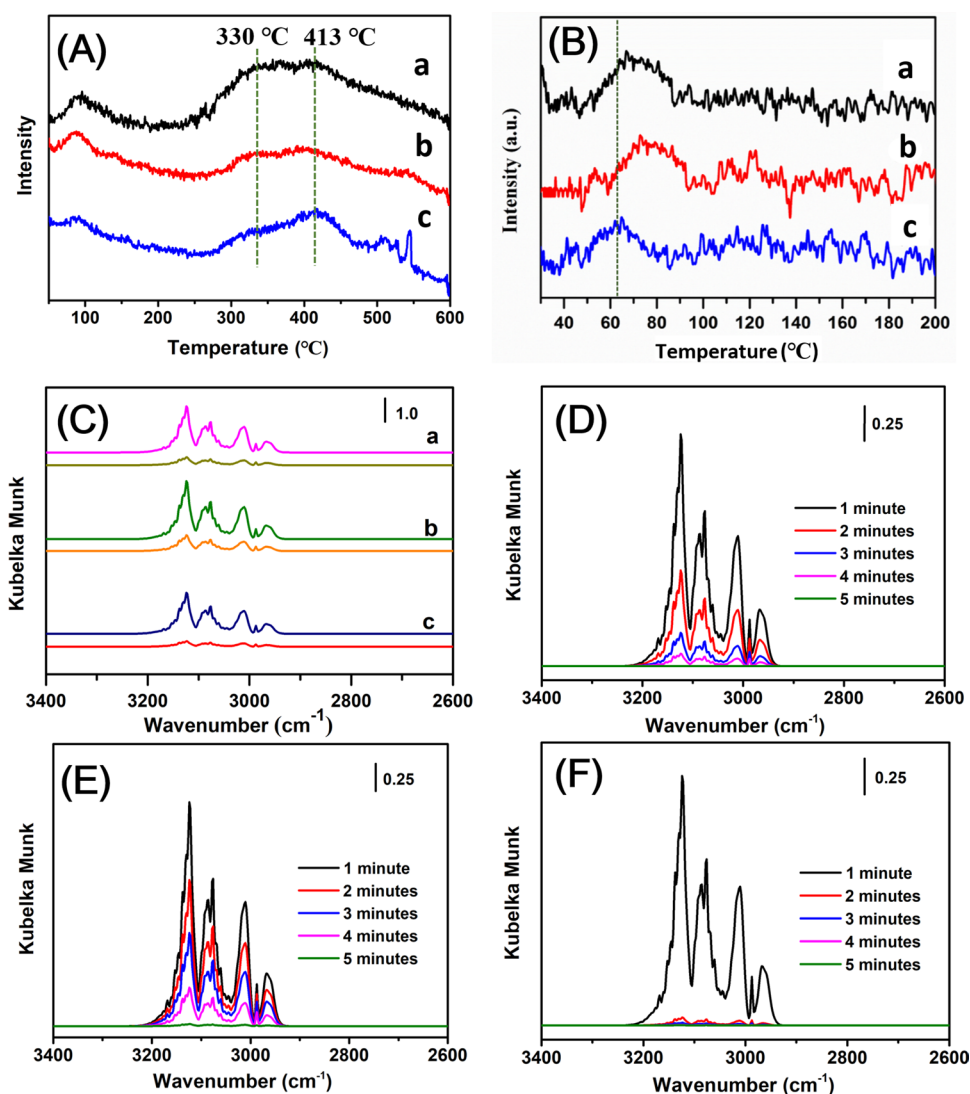 (A)
330 °C 413 °C
a
b
c
Intensity
50 100 200 300 400 500 600
Temperature (°C)
(B)
a
b
c
Intensity (a.u.)
40 60 80 100 120 140 160 180 200
Temperature (°C)
(C)
1.0
a
b
c
Kubelka Munk
3400 3200 3000 2800 2600
Wavenumber (cm⁻¹)
(D)
0.25
1 minute
2 minutes
3 minutes
4 minutes
5 minutes
Kubelka Munk
3400 3200 3000 2800 2600
Wavenumber (cm⁻¹)
(E)
0.25
1 minute
2 minutes
3 minutes
4 minutes
5 minutes
Kubelka Munk
3400 3200 3000 2800 2600
Wavenumber (cm⁻¹)
(F)
0.25
1 minute
2 minutes
3 minutes
4 minutes
5 minutes
Kubelka Munk
3400 3200 3000 2800 2600
Wavenumber (cm⁻¹)